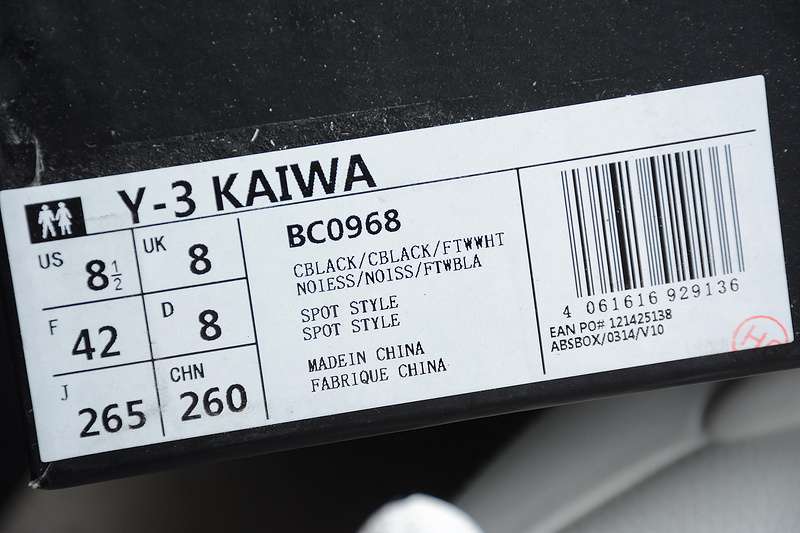 Y-3 KAIWA
US 8 1/2
UK 8
F 42
D 8
J 265
CHN 260
BC0968
CBLACK/CBLACK/FTWWHT
NOIESS/NOISS/FTWBLA
SPOT STYLE
SPOT STYLE
MADEIN CHINA
FABRIQUE CHINA
4 061616 929136
EAN PO# 121425138
ABSBOX/0314/V10